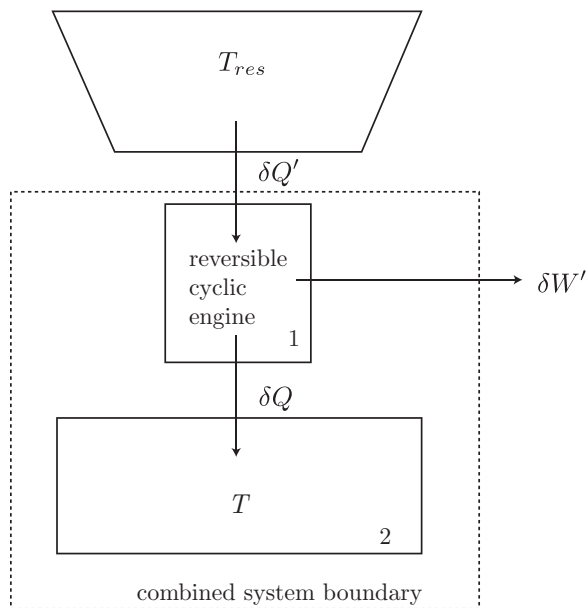 T_res
δQ′
reversible
cyclic
engine
1
δW′
δQ
T
2
combined system boundary